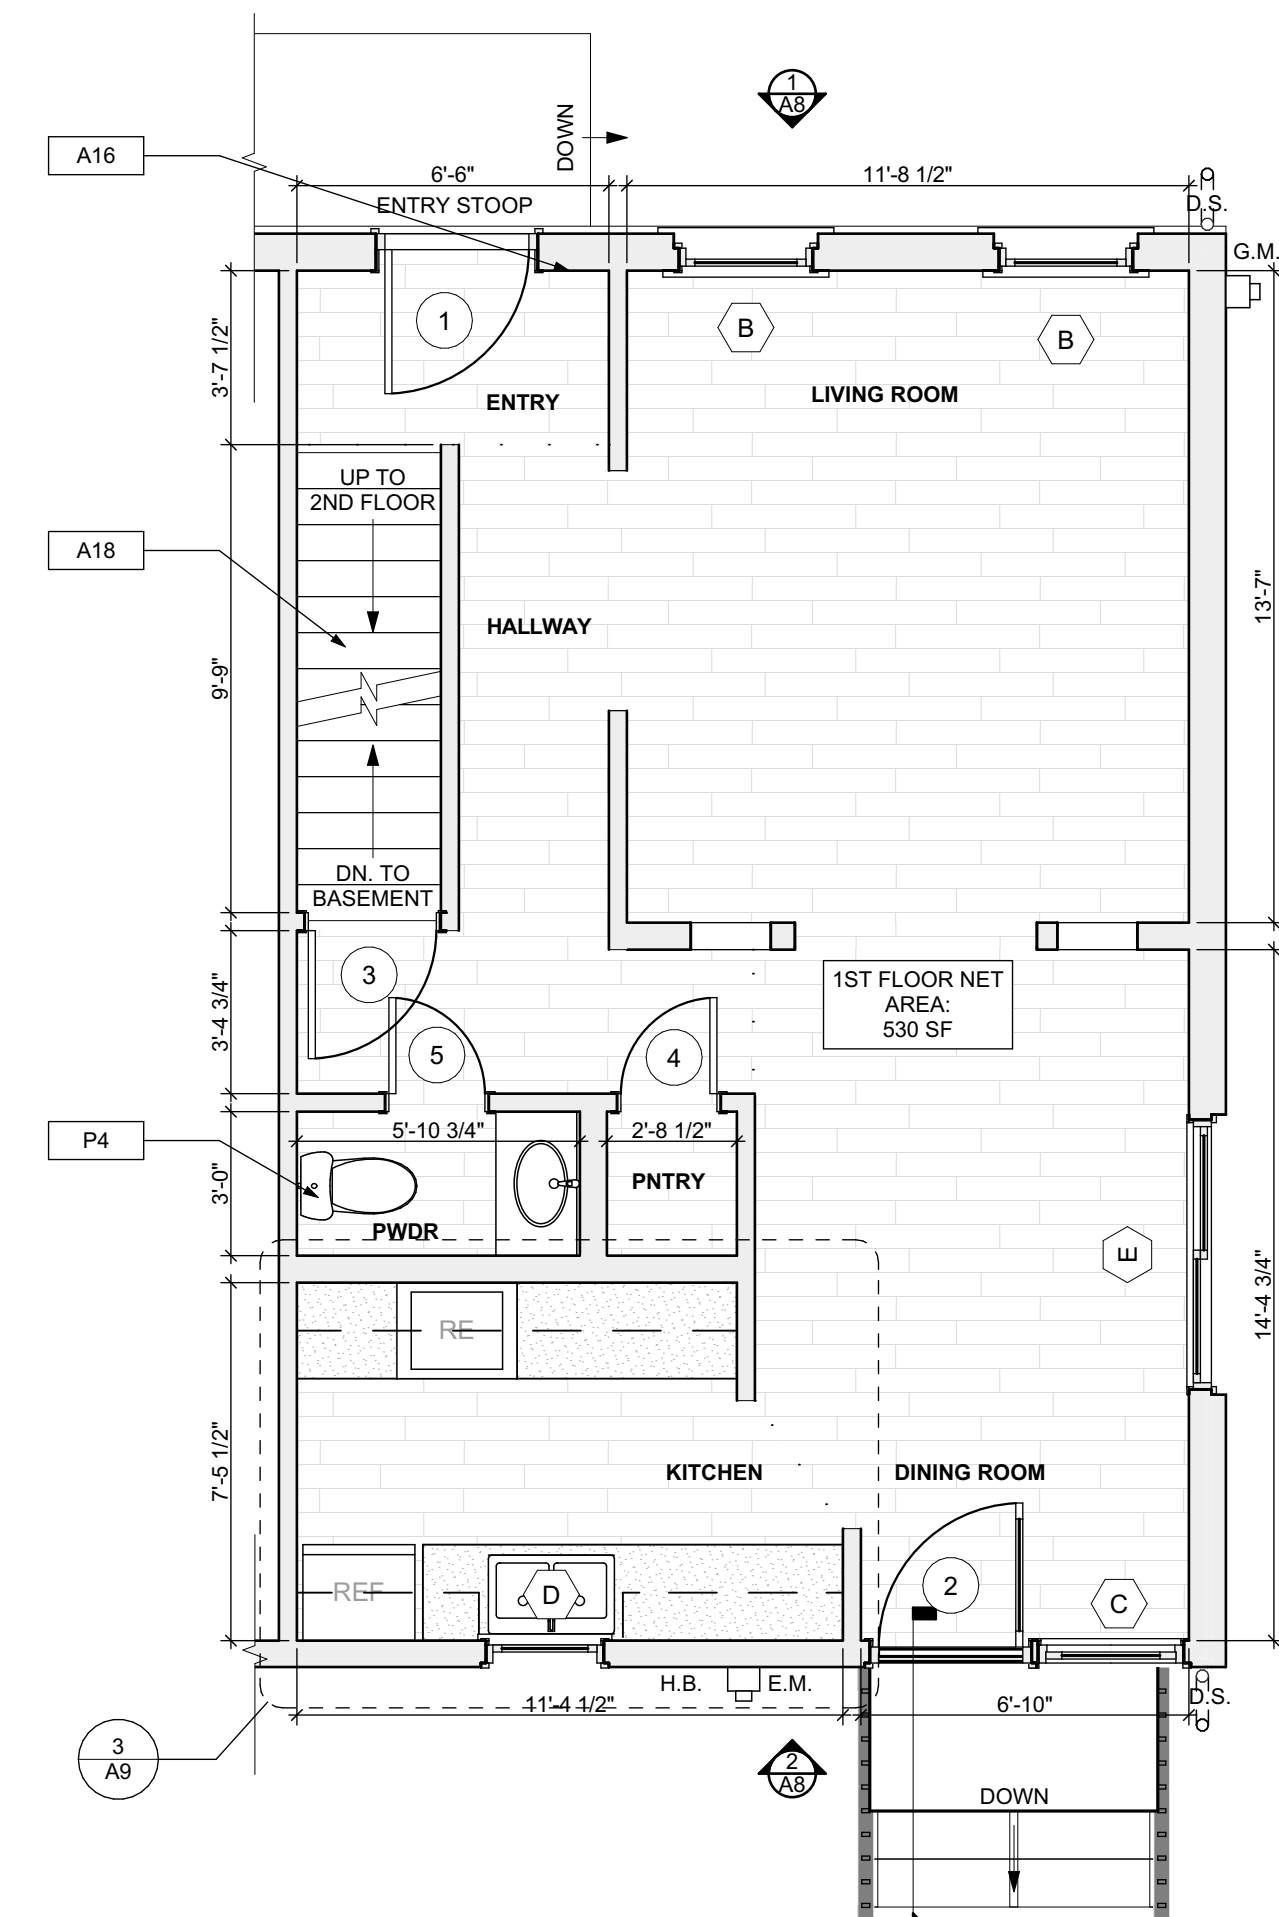 1
A8
DOWN
A16
6'-6"
11'-8 1/2"
ENTRY STOOP
D.S.
G.M.
1
B
B
3'-7 1/2"
ENTRY
LIVING ROOM
UP TO
2ND FLOOR
A18
13'-7"
HALLWAY
9'-9"
DN. TO
BASEMENT
3
1ST FLOOR NET
AREA:
530 SF
3'-4 3/4"
5
4
P4
5'-10 3/4"
2'-8 1/2"
3'-0"
PNTRY
PWDR
E
14'-4 3/4"
RE
7'-5 1/2"
KITCHEN
DINING ROOM
REF
D
2
C
H.B.
E.M.
11'-4 1/2"
6'-10"
D.S.
3
A9
2
A8
DOWN